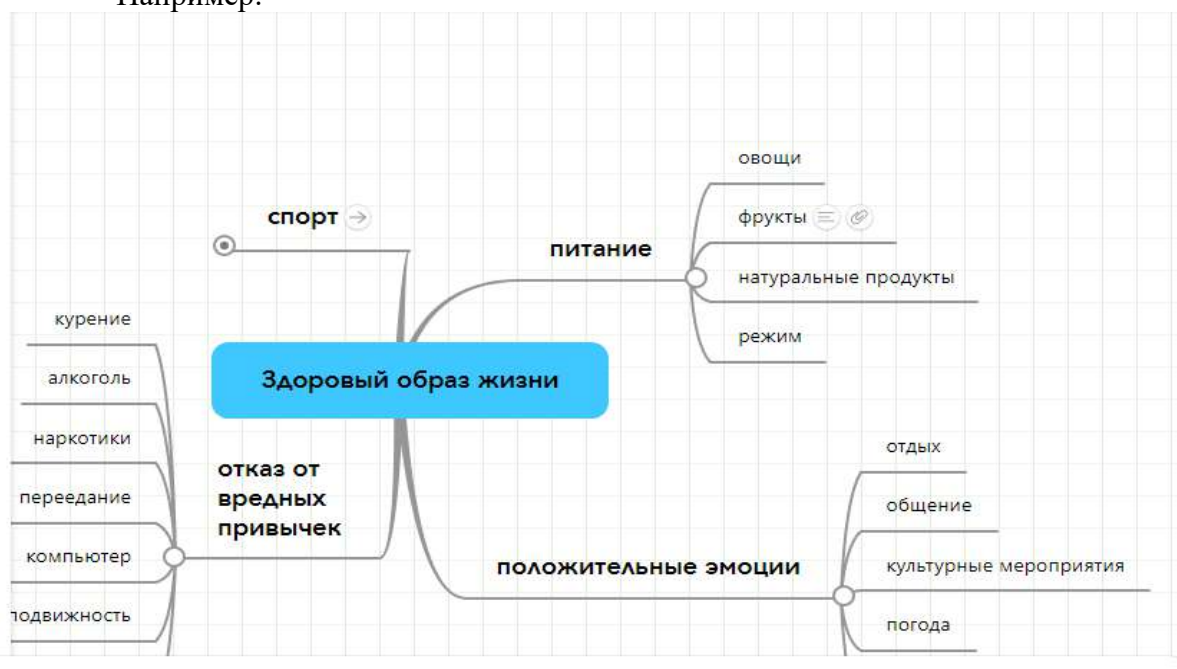 Например:
спорт
питание
овощи
фрукты
натуральные продукты
режим
Здоровый образ жизни
курение
алкоголь
наркотики
переедание
компьютер
отказ от
вредных
привычек
положительные эмоции
отдых
общение
культурные мероприятия
погода